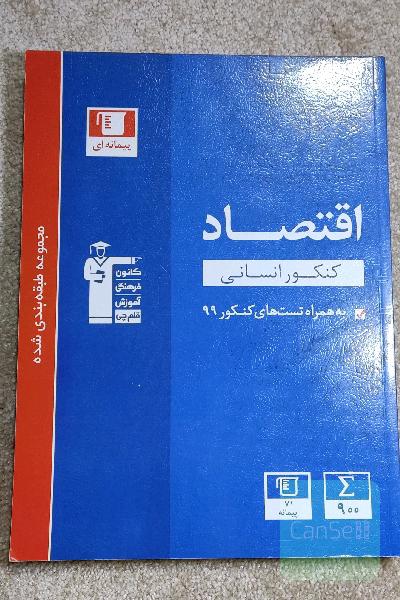 پیمانه‌ای
مجموعه طبقه‌بندی شده
اقتصاد
کنکور انسانی
به همراه تست‌های کنکور ۹۹
کانون
فرهنگی
آموزش
قلم‌چی
Σ
۹۰۰
۷۰
پیمانه
CanSell